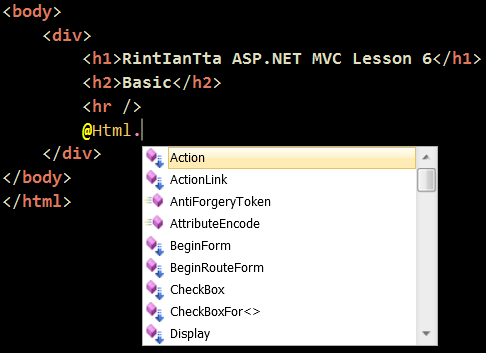 <body>
<div>
<h1>RintIanTta ASP.NET MVC Lesson 6</h1>
<h2>Basic</h2>
<hr />
@Html.
Action
ActionLink
AntiForgeryToken
AttributeEncode
BeginForm
BeginRouteForm
CheckBox
CheckBoxFor<>
Display
</div>
</body>
</html>